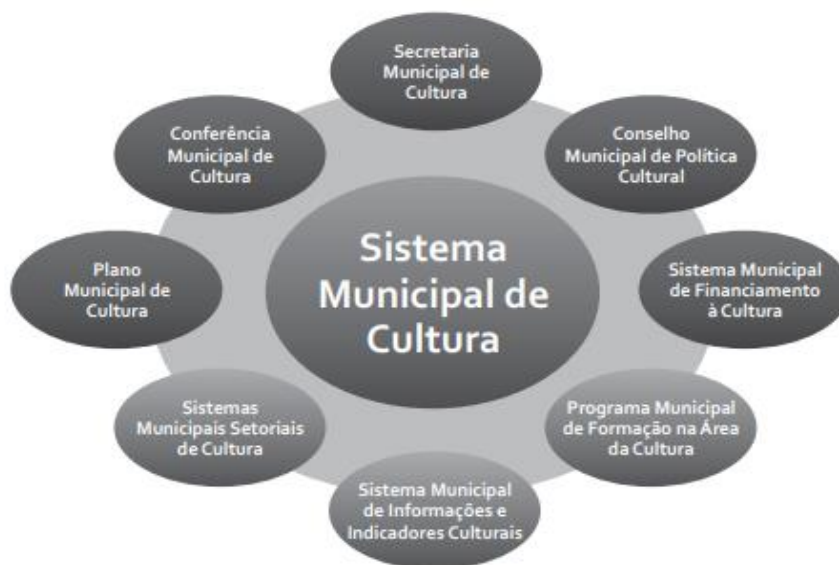 Secretaria
Municipal de
Cultura
Conferência
Municipal de
Cultura
Conselho
Municipal de Política
Cultural
Plano
Municipal de
Cultura
Sistema
Municipal de
Cultura
Sistema Municipal
de Financiamento
à Cultura
Sistemas
Municipais Setoriais
de Cultura
Programa Municipal
de Formação na Área
da Cultura
Sistema Municipal
de Informações e
Indicadores Culturais